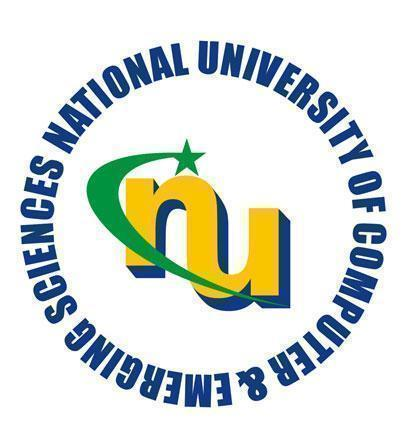 NATIONAL UNIVERSITY OF COMPUTER & EMERGING SCIENCES
nu